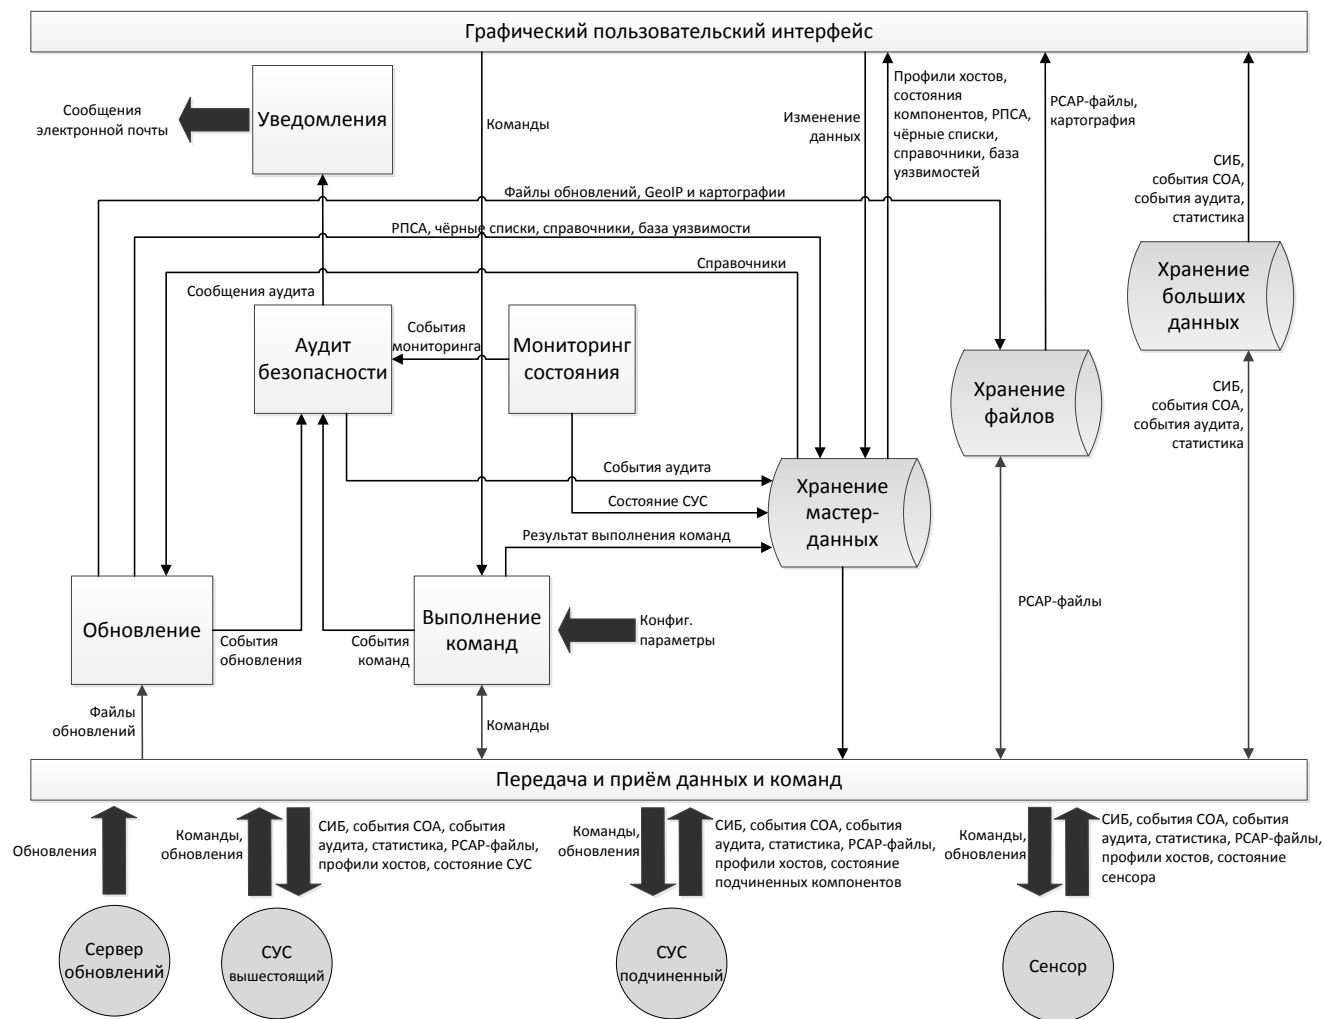 Графический пользовательский интерфейс
Сообщения
электронной почты
Уведомления
Команды
Изменение
данных
Профили хостов,
состояния
компонентов, РПСА,
чёрные списки,
справочники, база
уязвимостей
PCAP-файлы,
картография
СИБ,
события СОА,
события аудита,
статистика
Файлы обновлений, GeoIP и картографии
РПСА, чёрные списки, справочники, база уязвимости
Справочники
Сообщения аудита
Хранение
больших
данных
Аудит
безопасности
События
мониторинга
Мониторинг
состояния
Хранение
файлов
СИБ,
события СОА,
события аудита,
статистика
События аудита
Состояние СУС
Результат выполнения команд
Хранение
мастер-
данных
Обновление
События
обновления
События
команд
Выполнение
команд
Конфиг.
параметры
PCAP-файлы
Файлы
обновлений
Команды
Передача и приём данных и команд
Обновления
Команды,
обновления
СИБ, события СОА, события
аудита, статистика, PCAP-файлы,
профили хостов, состояние СУС
Команды,
обновления
СИБ, события СОА, события
аудита, статистика, PCAP-файлы,
профили хостов, состояние
подчиненных компонентов
Команды,
обновления
СИБ, события СОА, события
аудита, статистика, PCAP-файлы,
профили хостов, состояние
сенсора
Сервер
обновлений
СУС
вышестоящий
СУС
подчиненный
Сенсор